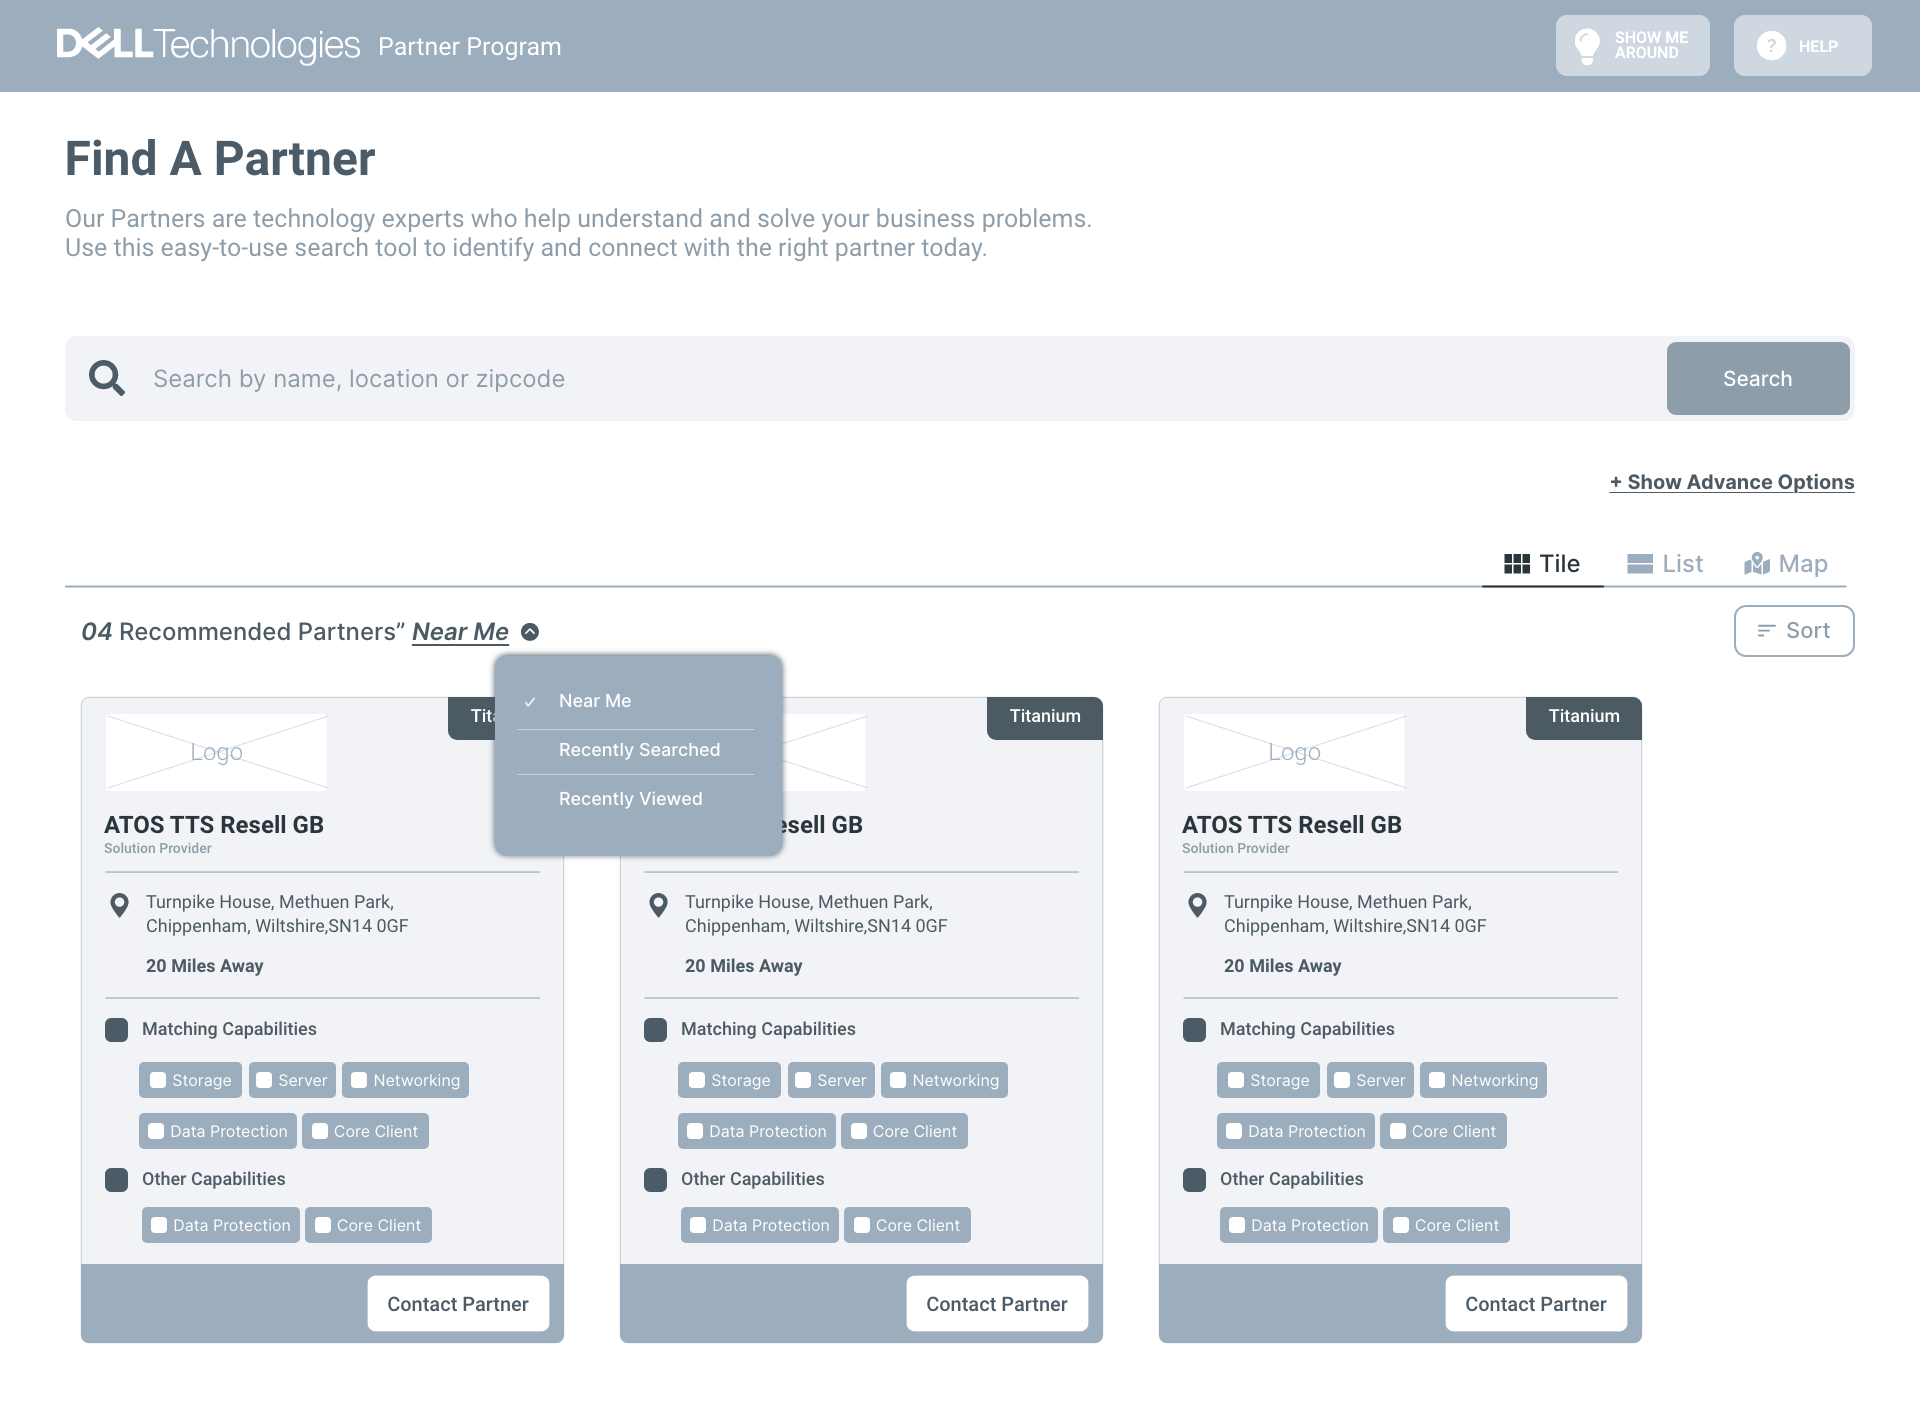 DELLTechnologies Partner Program
SHOW ME
AROUND
? HELP
Find A Partner
Our Partners are technology experts who help understand and solve your business problems.
Use this easy-to-use search tool to identify and connect with the right partner today.
Search by name, location or zipcode
Search
+ Show Advance Options
Tile List Map
04 Recommended Partners” Near Me
Sort
Near Me
Recently Searched
Recently Viewed
Logo
ATOS TTS Resell GB
Solution Provider
Turnpike House, Methuen Park,
Chippenham, Wiltshire,SN14 0GF
20 Miles Away
Matching Capabilities
Storage Server Networking
Data Protection Core Client
Other Capabilities
Data Protection Core Client
Contact Partner
Titanium
GB
Turnpike House, Methuen Park,
Chippenham, Wiltshire,SN14 0GF
20 Miles Away
Matching Capabilities
Storage Server Networking
Data Protection Core Client
Other Capabilities
Data Protection Core Client
Contact Partner
Titanium
Logo
ATOS TTS Resell GB
Solution Provider
Turnpike House, Methuen Park,
Chippenham, Wiltshire,SN14 0GF
20 Miles Away
Matching Capabilities
Storage Server Networking
Data Protection Core Client
Other Capabilities
Data Protection Core Client
Contact Partner